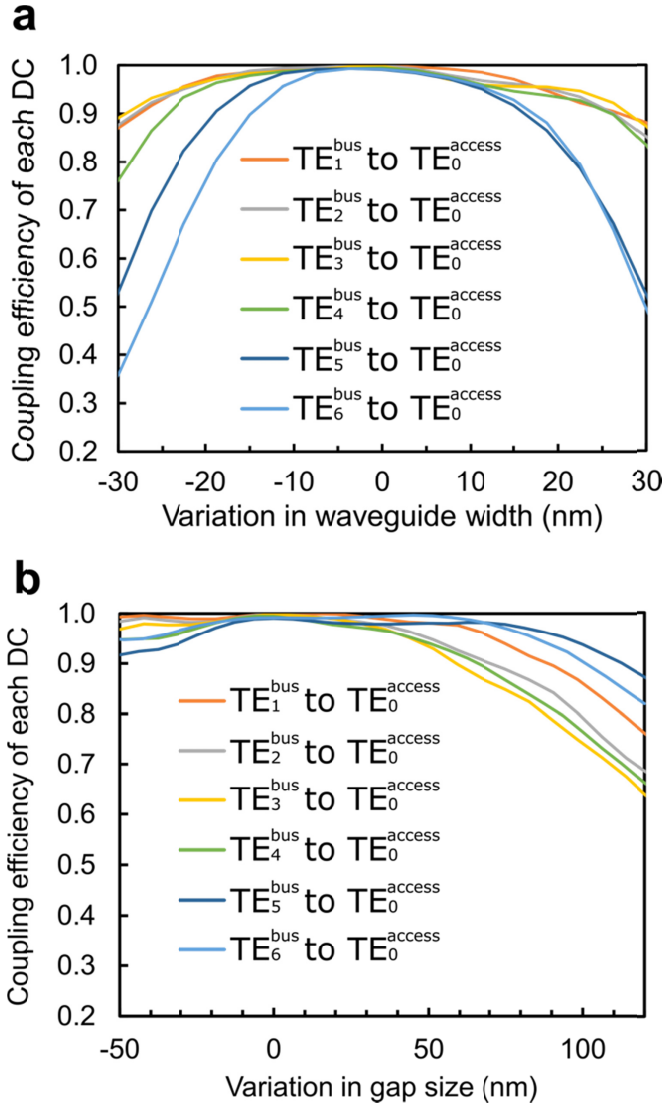 a
Coupling efficiency of each DC
1.0
0.9
0.8
0.7
0.6
0.5
0.4
0.3
0.2
TE₁ᵇᵘˢ to TE₀ᵃᶜᶜᵉˢˢ
TE₂ᵇᵘˢ to TE₀ᵃᶜᶜᵉˢˢ
TE₃ᵇᵘˢ to TE₀ᵃᶜᶜᵉˢˢ
TE₄ᵇᵘˢ to TE₀ᵃᶜᶜᵉˢˢ
TE₅ᵇᵘˢ to TE₀ᵃᶜᶜᵉˢˢ
TE₆ᵇᵘˢ to TE₀ᵃᶜᶜᵉˢˢ
-30 -20 -10 0 10 20 30
Variation in waveguide width (nm)
b
Coupling efficiency of each DC
1.0
0.9
0.8
0.7
0.6
0.5
0.4
0.3
0.2
TE₁ᵇᵘˢ to TE₀ᵃᶜᶜᵉˢˢ
TE₂ᵇᵘˢ to TE₀ᵃᶜᶜᵉˢˢ
TE₃ᵇᵘˢ to TE₀ᵃᶜᶜᵉˢˢ
TE₄ᵇᵘˢ to TE₀ᵃᶜᶜᵉˢˢ
TE₅ᵇᵘˢ to TE₀ᵃᶜᶜᵉˢˢ
TE₆ᵇᵘˢ to TE₀ᵃᶜᶜᵉˢˢ
-50 0 50 100
Variation in gap size (nm)